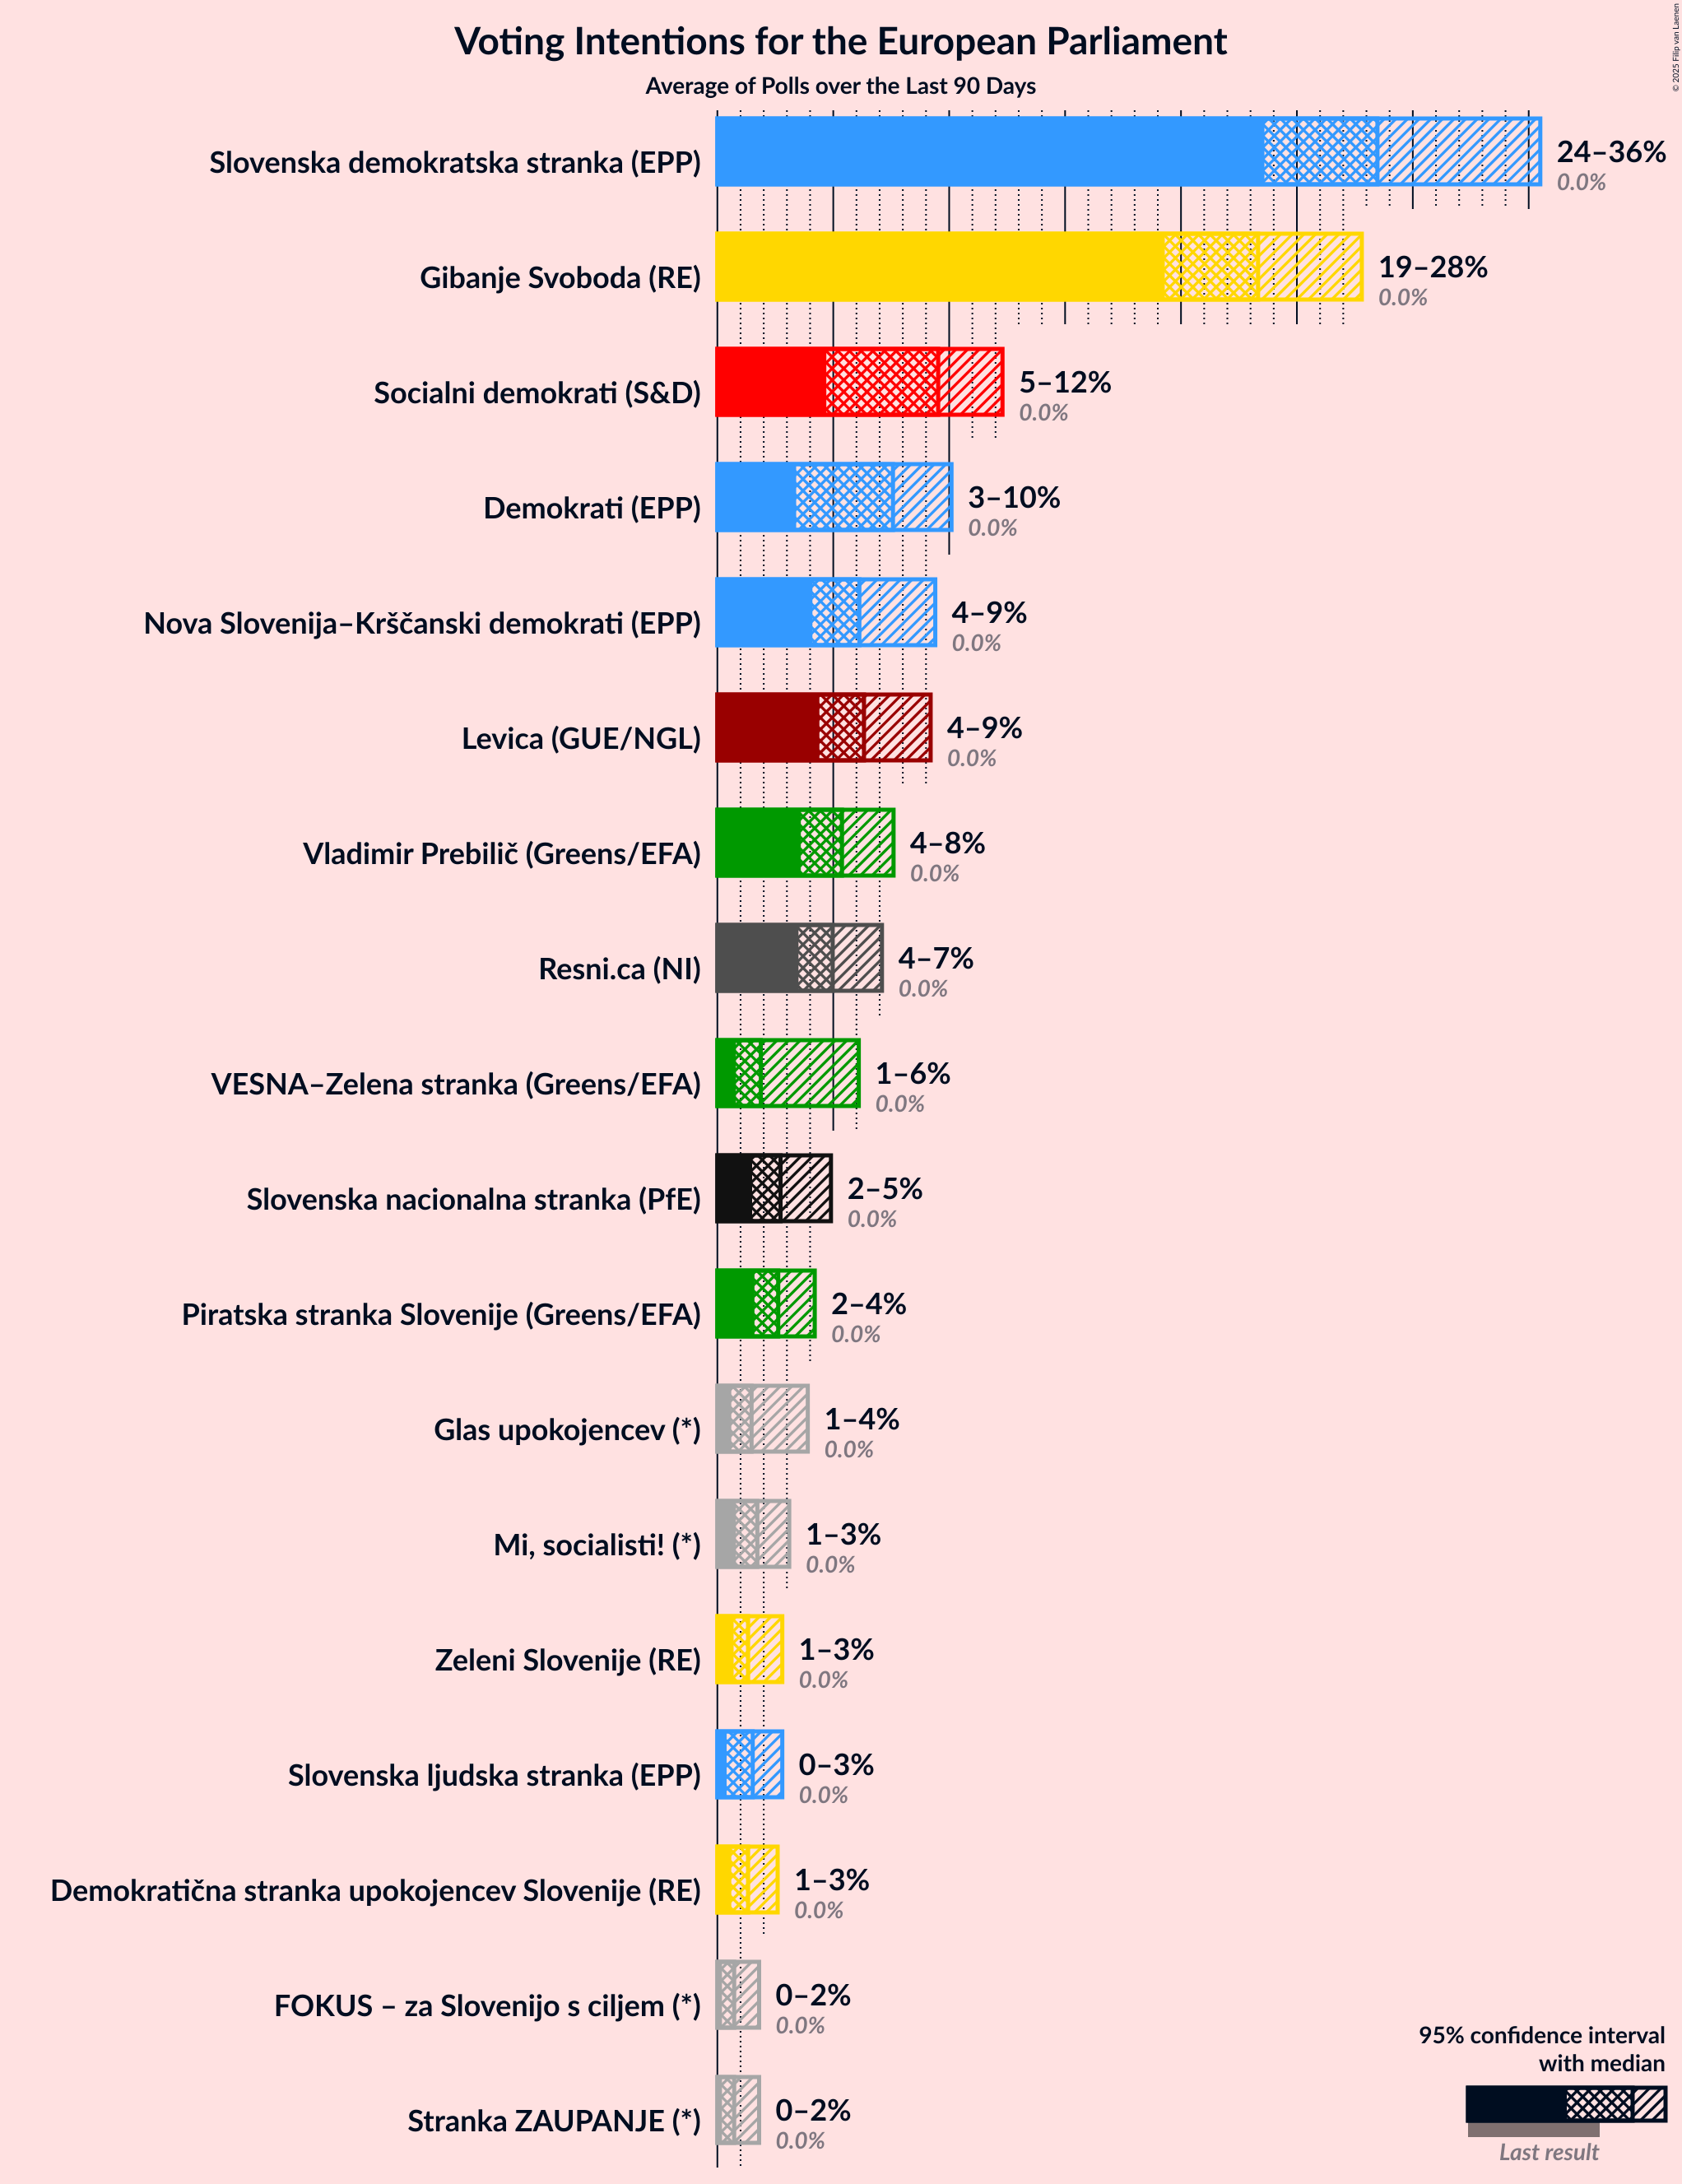 Voting Intentions for the European Parliament
Average of Polls over the Last 90 Days
© 2025 Filip van Laenen
Slovenska demokratska stranka (EPP)
24–36%
0.0%
Gibanje Svoboda (RE)
19–28%
0.0%
Socialni demokrati (S&D)
5–12%
0.0%
Demokrati (EPP)
3–10%
0.0%
Nova Slovenija–Krščanski demokrati (EPP)
4–9%
0.0%
Levica (GUE/NGL)
4–9%
0.0%
Vladimir Prebilič (Greens/EFA)
4–8%
0.0%
Resni.ca (NI)
4–7%
0.0%
VESNA–Zelena stranka (Greens/EFA)
1–6%
0.0%
Slovenska nacionalna stranka (PfE)
2–5%
0.0%
Piratska stranka Slovenije (Greens/EFA)
2–4%
0.0%
Glas upokojencev (*)
1–4%
0.0%
Mi, socialisti! (*)
1–3%
0.0%
Zeleni Slovenije (RE)
1–3%
0.0%
Slovenska ljudska stranka (EPP)
0–3%
0.0%
Demokratična stranka upokojencev Slovenije (RE)
1–3%
0.0%
FOKUS – za Slovenijo s ciljem (*)
0–2%
0.0%
Stranka ZAUPANJE (*)
0–2%
0.0%
95% confidence interval
with median
Last result